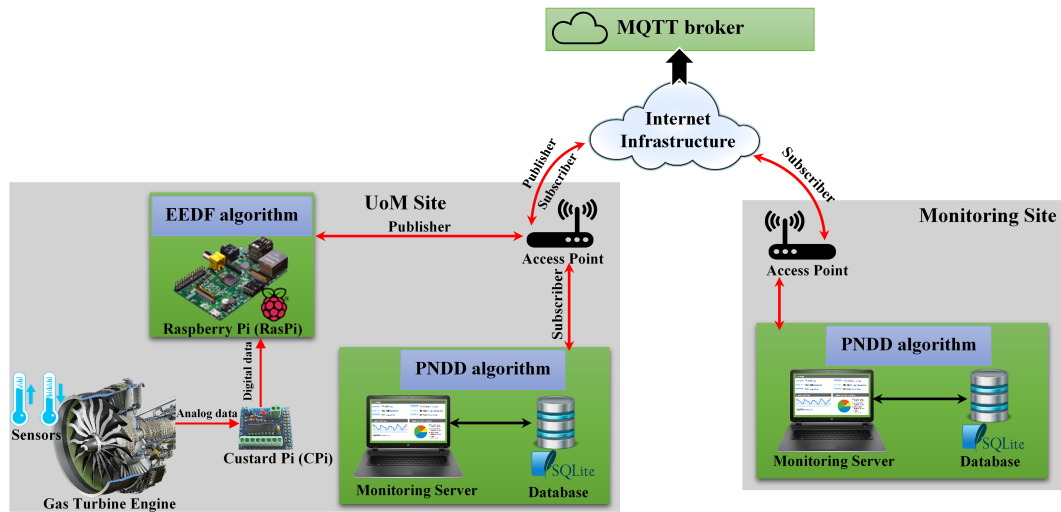 MQTT broker
Internet
Infrastructure
Publisher
Subscriber
Subscriber
UoM Site
EEDF algorithm
Publisher
Access Point
Raspberry Pi (RasPi)
Subscriber
Digital data
PNDD algorithm
Sensors
Analog data
Custard Pi (CPi)
Gas Turbine Engine
Monitoring Server
SQLite
Database
Monitoring Site
Access Point
PNDD algorithm
Monitoring Server
SQLite
Database